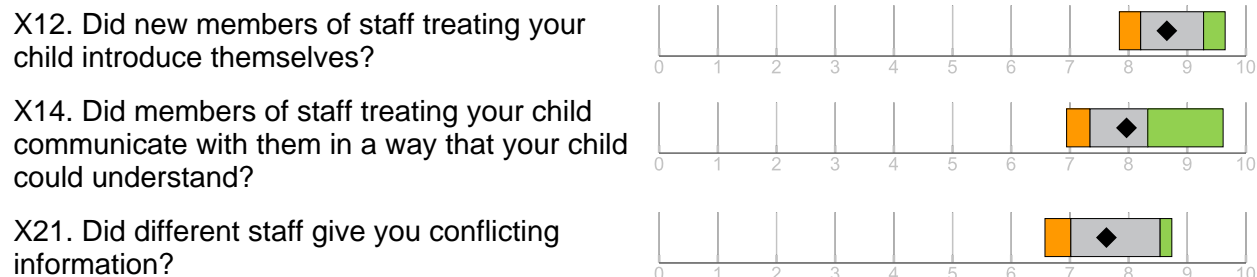 X12. Did new members of staff treating your
child introduce themselves?
0 1 2 3 4 5 6 7 8 9 10
X14. Did members of staff treating your child
communicate with them in a way that your child
could understand?
0 1 2 3 4 5 6 7 8 9 10
X21. Did different staff give you conflicting
information?
0 1 2 3 4 5 6 7 8 9 10